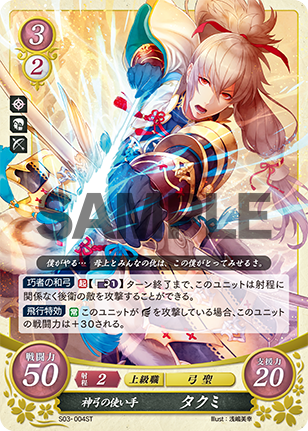 3
2
SAMPLE
僕がやる… 母上とみんなの仇は、この僕がとってみせるさ。
巧者の和弓 起【 】ターン終了まで、このユニットは射程に
関係なく後衛の敵を攻撃することができる。
飛行特効 常 このユニットが を攻撃している場合、このユニット
の戦闘力は+30される。
戦闘力 50
射程 2 上級職 弓聖
支援力 20
神弓の使い手 タクミ
S03-004ST Illust:浅嶋美幸